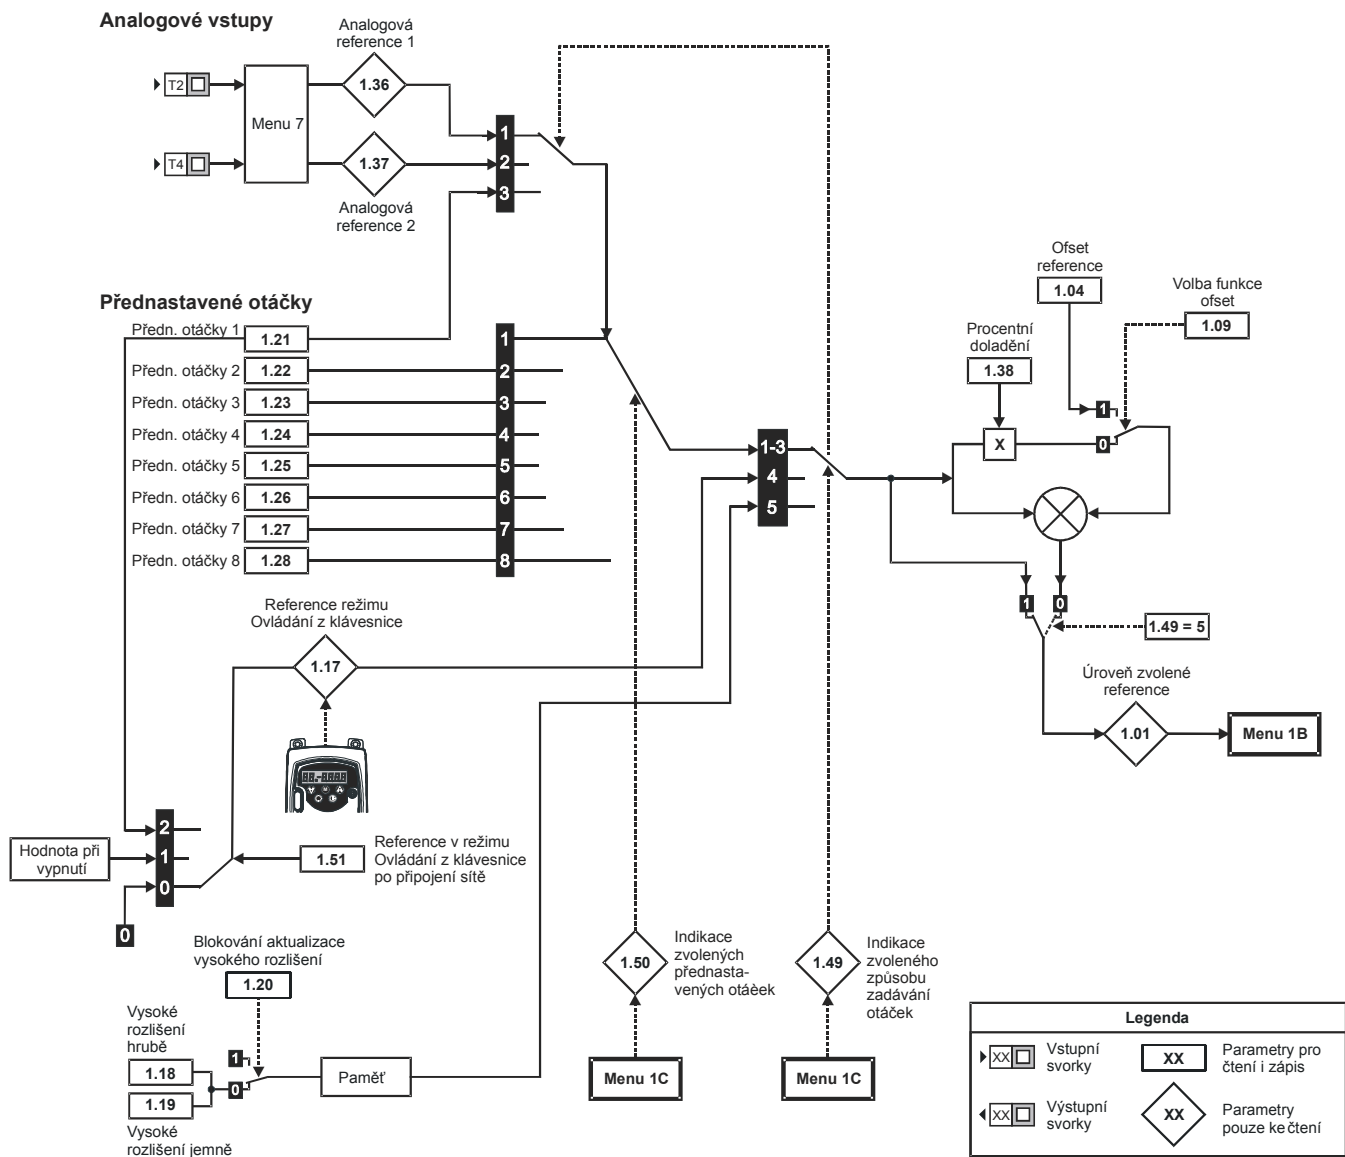 Analogové vstupy
Analogová
reference 1
T2
1.36
Menu 7
T4
1.37
Analogová
reference 2
1
2
3
Přednastavené otáčky
Předn. otáčky 1
1.21
Předn. otáčky 2
1.22
Předn. otáčky 3
1.23
Předn. otáčky 4
1.24
Předn. otáčky 5
1.25
Předn. otáčky 6
1.26
Předn. otáčky 7
1.27
Předn. otáčky 8
1.28
1
2
3
4
5
6
7
8
1-3
4
5
Ofset
reference
1.04
Volba funkce
ofset
1.09
Procentní
doladění
1.38
X
1
0
1
0
1.49 = 5
Úroveň zvolené
reference
1.01
Menu 1B
Reference režimu
Ovládání z klávesnice
1.17
2
1
0
Hodnota při
vypnutí
0
1.51
Reference v režimu
Ovládání z klávesnice
po připojení sítě
Blokování aktualizace
vysokého rozlišení
1.20
Vysoké
rozlišení
hrubě
1.18
1.19
Vysoké
rozlišení jemně
1
0
Paměť
1.50
Indikace
zvolených
přednasta-
vených otáèek
Menu 1C
1.49
Indikace
zvoleného
způsobu
zadávání
otáček
Menu 1C
Legenda
XX
Vstupní
svorky
XX
Parametry pro
čtení i zápis
XX
Výstupní
svorky
XX
Parametry
pouze ke čtení